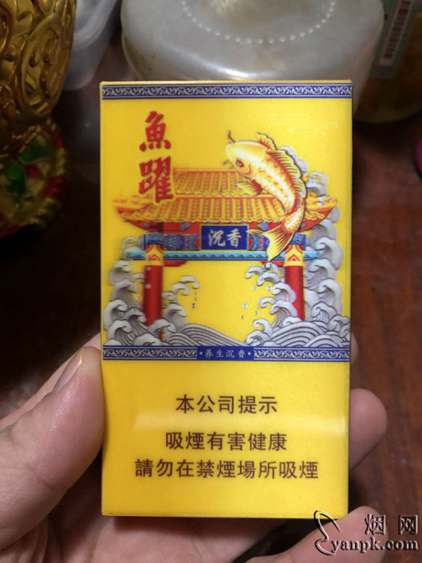 魚躍
沉香
养生沉香
本公司提示
吸煙有害健康
請勿在禁煙場所吸煙
烟网
yanpk.com